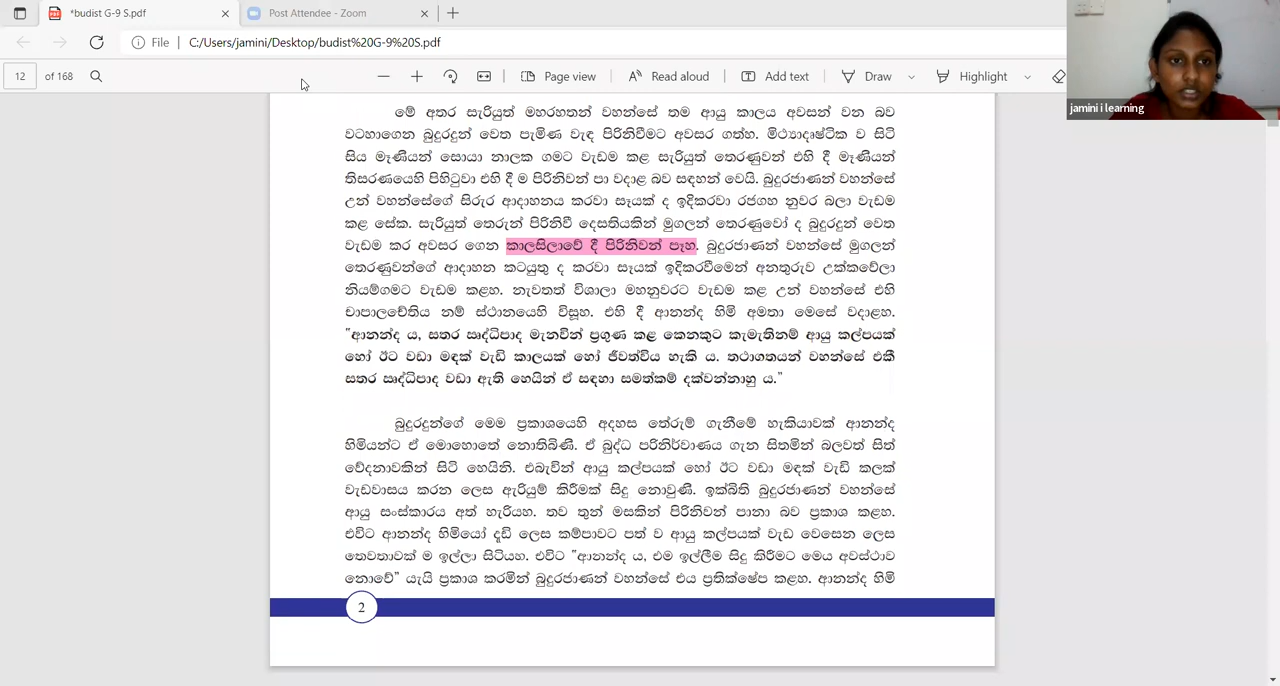 *budist G-9 S.pdf
Post Attendee - Zoom
File
C:/Users/jamini/Desktop/budist%20G-9%20S.pdf
12 of 168
Page view
Read aloud
Add text
Draw
Highlight
jamini i learning
මේ අතර සැරියුත් මහරහතන් වහන්සේ තම ආයු කාලය අවසන් වන බව
වටහාගෙන බුදුරදුන් වෙත පැමිණ වැඳ පිරිනිවීමට අවසර ගත්හ. මිථ්‍යාදෘෂ්ටික ව සිටි
සිය මෑණියන් සොයා නාලක ගමට වැඩම කළ සැරියුත් තෙරණුවන් එහි දී මෑණියන්
තිසරණයෙහි පිහිටුවා එහි දී ම පිරිනිවන් පා වදාළ බව සඳහන් වෙයි. බුදුරජාණන් වහන්සේ
උන් වහන්සේගේ සිරුර ආදාහනය කරවා සෑයක් ද ඉදිකරවා රජගහ නුවර බලා වැඩම
කළ සේක. සැරියුත් තෙරුන් පිරිනිවී දෙසතියකින් මුගලන් තෙරණුවෝ ද බුදුරදුන් වෙත
වැඩම කර අවසර ගෙන කාලසිලාවේ දී පිරිනිවන් පෑහ. බුදුරජාණන් වහන්සේ මුගලන්
තෙරණුවන්ගේ ආදාහන කටයුතු ද කරවා සෑයක් ඉදිකරවීමෙන් අනතුරුව උක්කචේලා
නියම්ගමට වැඩම කළහ. නැවතත් විශාලා මහනුවරට වැඩම කළ උන් වහන්සේ එහි
චාපාලචේතිය නම් ස්ථානයෙහි විසූහ. එහි දී ආනන්ද හිමි අමතා මෙසේ වදාළහ.
"ආනන්ද ය, සතර ඍද්ධිපාද මැනවින් ප්‍රගුණ කළ කෙනකුට කැමැතිනම් ආයු කල්පයක්
හෝ ඊට වඩා මඳක් වැඩි කාලයක් හෝ ජීවත්විය හැකි ය. තථාගතයන් වහන්සේ එකී
සතර ඍද්ධිපාද වඩා ඇති හෙයින් ඒ සඳහා සමත්කම් දක්වන්නාහු ය."
බුදුරදුන්ගේ මෙම ප්‍රකාශයෙහි අදහස තේරුම් ගැනීමේ හැකියාවක් ආනන්ද
හිමියන්ට ඒ මොහොතේ නොතිබිණි. ඒ බුද්ධ පරිනිර්වාණය ගැන සිතමින් බලවත් සිත්
වේදනාවකින් සිටි හෙයිනි. එබැවින් ආයු කල්පයක් හෝ ඊට වඩා මඳක් වැඩි කලක්
වැඩවාසය කරන ලෙස ඇරියුම් කිරීමක් සිදු නොවුණි. ඉක්බිති බුදුරජාණන් වහන්සේ
ආයු සංස්කාරය අත් හැරියහ. තව තුන් මසකින් පිරිනිවන් පානා බව ප්‍රකාශ කළහ.
එවිට ආනන්ද හිමියෝ දැඩි ලෙස කම්පාවට පත් ව ආයු කල්පයක් වැඩ වෙසෙන ලෙස
තෙවතාවක් ම ඉල්ලා සිටියහ. එවිට "ආනන්ද ය, එම ඉල්ලීම සිදු කිරීමට මෙය අවස්ථාව
නොවේ" යැයි ප්‍රකාශ කරමින් බුදුරජාණන් වහන්සේ එය ප්‍රතික්ෂේප කළහ. ආනන්ද හිමි
2